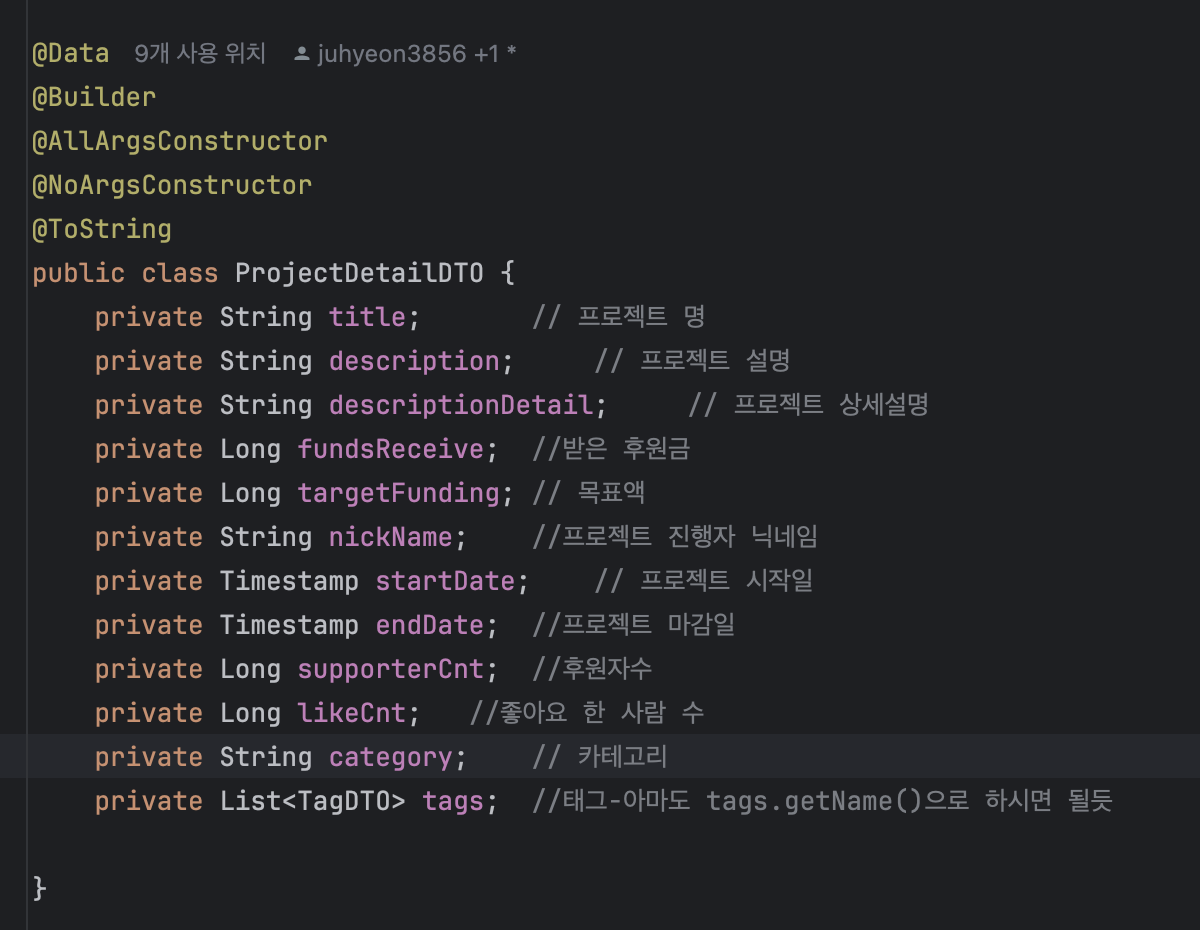 @Data 9개 사용 위치 juhyeon3856 +1 *
@Builder
@AllArgsConstructor
@NoArgsConstructor
@ToString
public class ProjectDetailDTO {
private String title; // 프로젝트 명
private String description; // 프로젝트 설명
private String descriptionDetail; // 프로젝트 상세설명
private Long fundsReceive; //받은 후원금
private Long targetFunding; // 목표액
private String nickName; //프로젝트 진행자 닉네임
private Timestamp startDate; // 프로젝트 시작일
private Timestamp endDate; //프로젝트 마감일
private Long supporterCnt; //후원자수
private Long likeCnt; //좋아요 한 사람 수
private String category; // 카테고리
private List<TagDTO> tags; //태그-아마도 tags.getName()으로 하시면 될듯
}